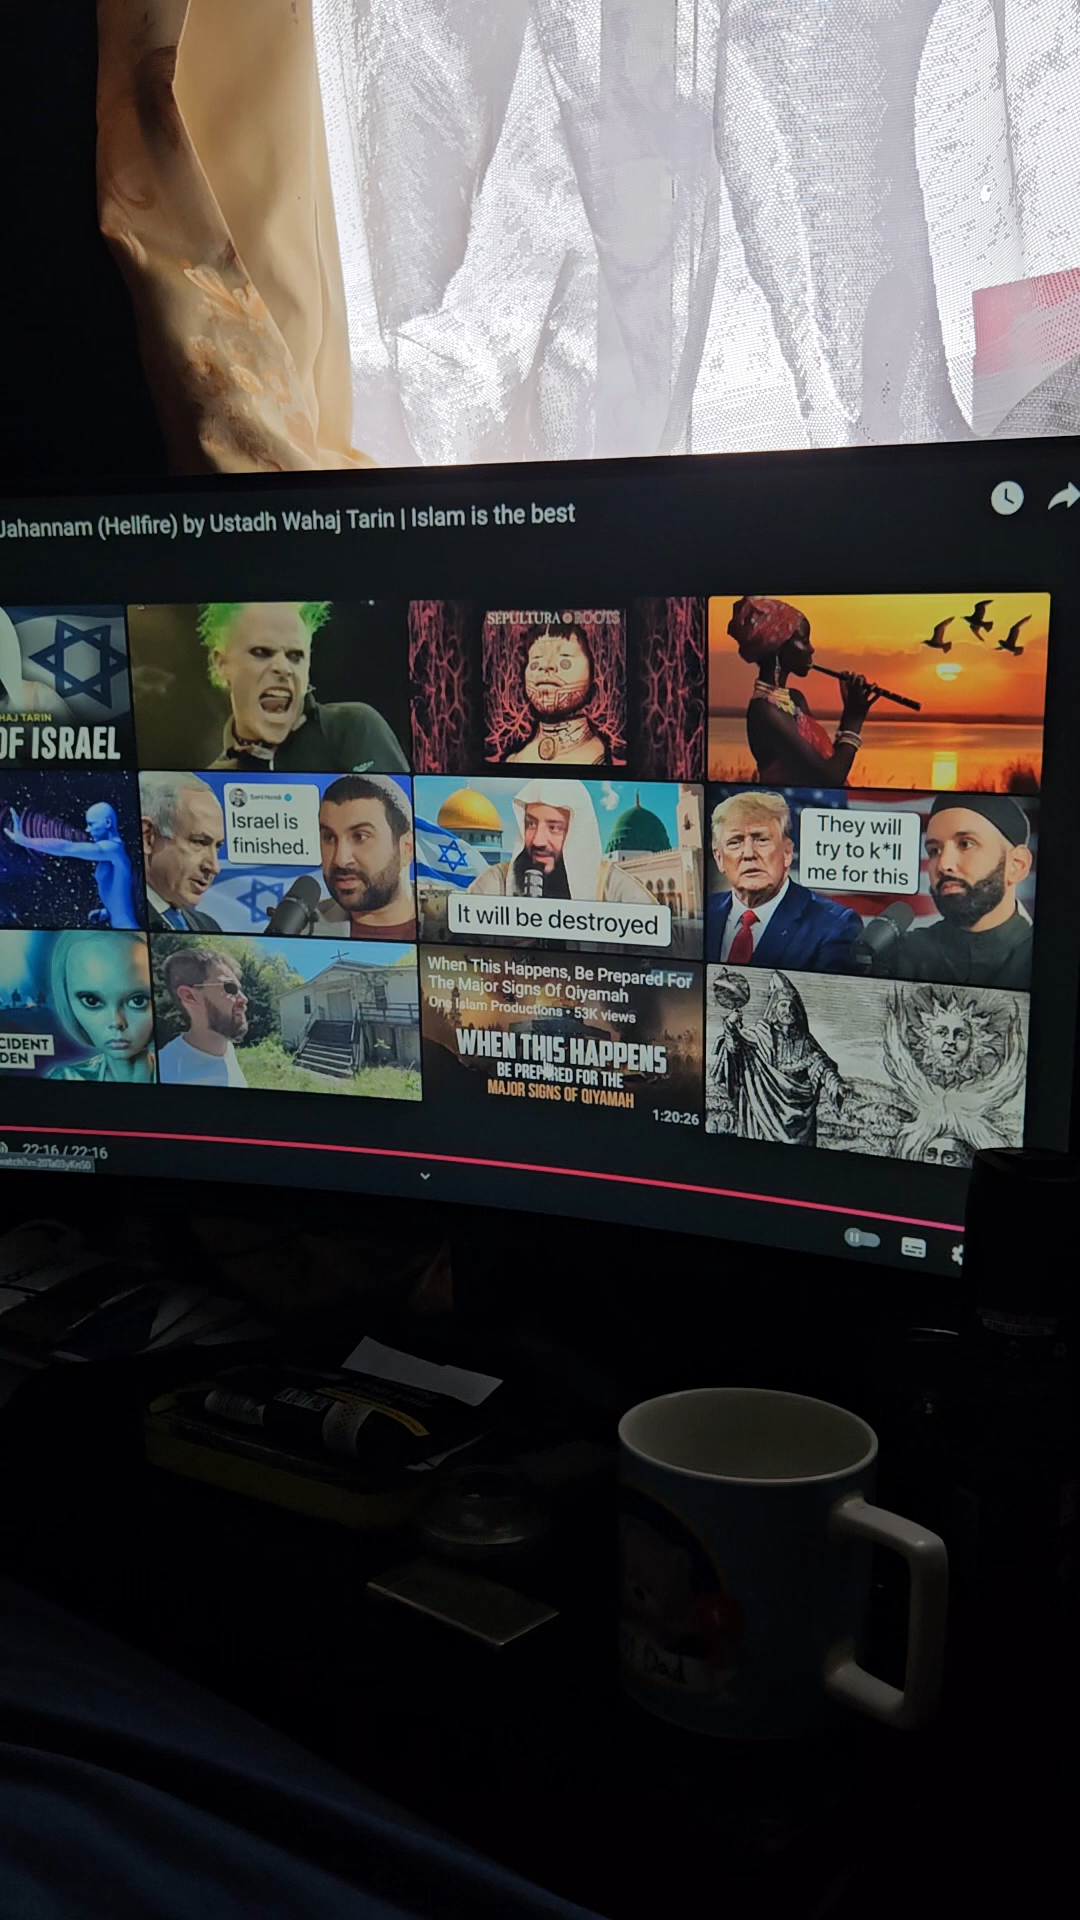 Jahannam (Hellfire) by Ustadh Wahaj Tarin | Islam is the best
HAJ TARIN
OF ISRAEL
SEPULTURA ROOTS
Israel is
finished.
It will be destroyed
They will
try to k*ll
me for this
CIDENT
DEN
When This Happens, Be Prepared For
The Major Signs Of Qiyamah
One Islam Productions • 53K views
WHEN THIS HAPPENS
BE PREPARED FOR THE
MAJOR SIGNS OF QIYAMAH
1:20:26
22:16 / 22:16
Dad